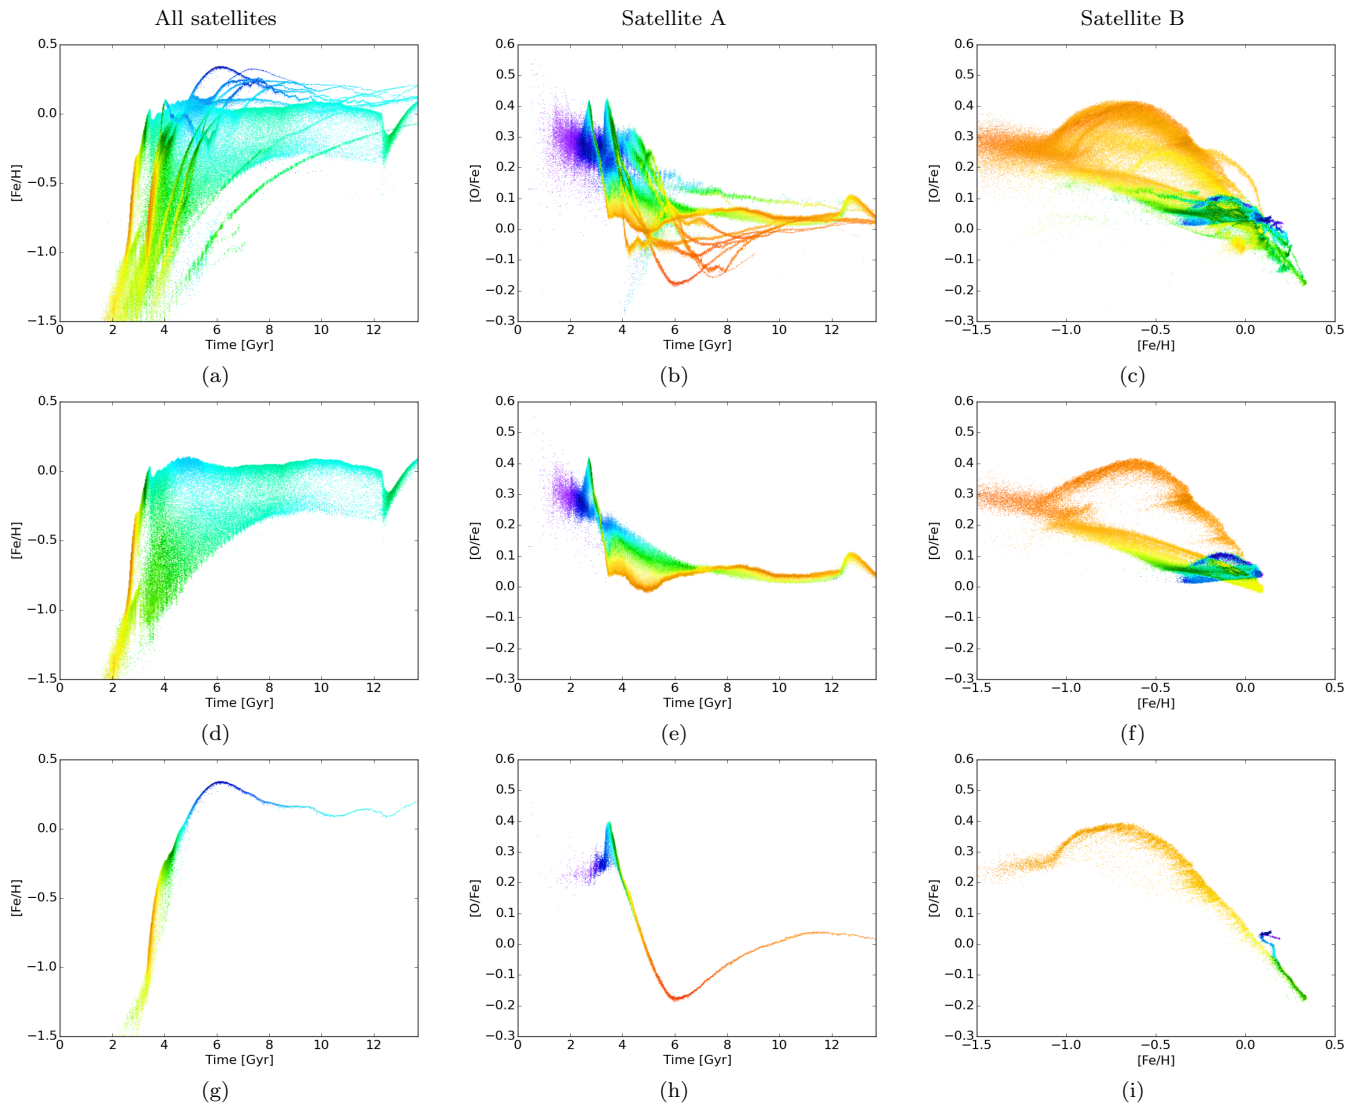 All satellites
Satellite A
Satellite B
0.5
0.0
−0.5
−1.0
−1.5
[Fe/H]
0 2 4 6 8 10 12
Time [Gyr]
(a)
0.6
0.5
0.4
0.3
0.2
0.1
0.0
−0.1
−0.2
−0.3
[O/Fe]
0 2 4 6 8 10 12
Time [Gyr]
(b)
0.6
0.5
0.4
0.3
0.2
0.1
0.0
−0.1
−0.2
−0.3
[O/Fe]
−1.5 −1.0 −0.5 0.0 0.5
[Fe/H]
(c)
0.5
0.0
−0.5
−1.0
−1.5
[Fe/H]
0 2 4 6 8 10 12
Time [Gyr]
(d)
0.6
0.5
0.4
0.3
0.2
0.1
0.0
−0.1
−0.2
−0.3
[O/Fe]
0 2 4 6 8 10 12
Time [Gyr]
(e)
0.6
0.5
0.4
0.3
0.2
0.1
0.0
−0.1
−0.2
−0.3
[O/Fe]
−1.5 −1.0 −0.5 0.0 0.5
[Fe/H]
(f)
0.5
0.0
−0.5
−1.0
−1.5
[Fe/H]
0 2 4 6 8 10 12
Time [Gyr]
(g)
0.6
0.5
0.4
0.3
0.2
0.1
0.0
−0.1
−0.2
−0.3
[O/Fe]
0 2 4 6 8 10 12
Time [Gyr]
(h)
0.6
0.5
0.4
0.3
0.2
0.1
0.0
−0.1
−0.2
−0.3
[O/Fe]
−1.5 −1.0 −0.5 0.0 0.5
[Fe/H]
(i)